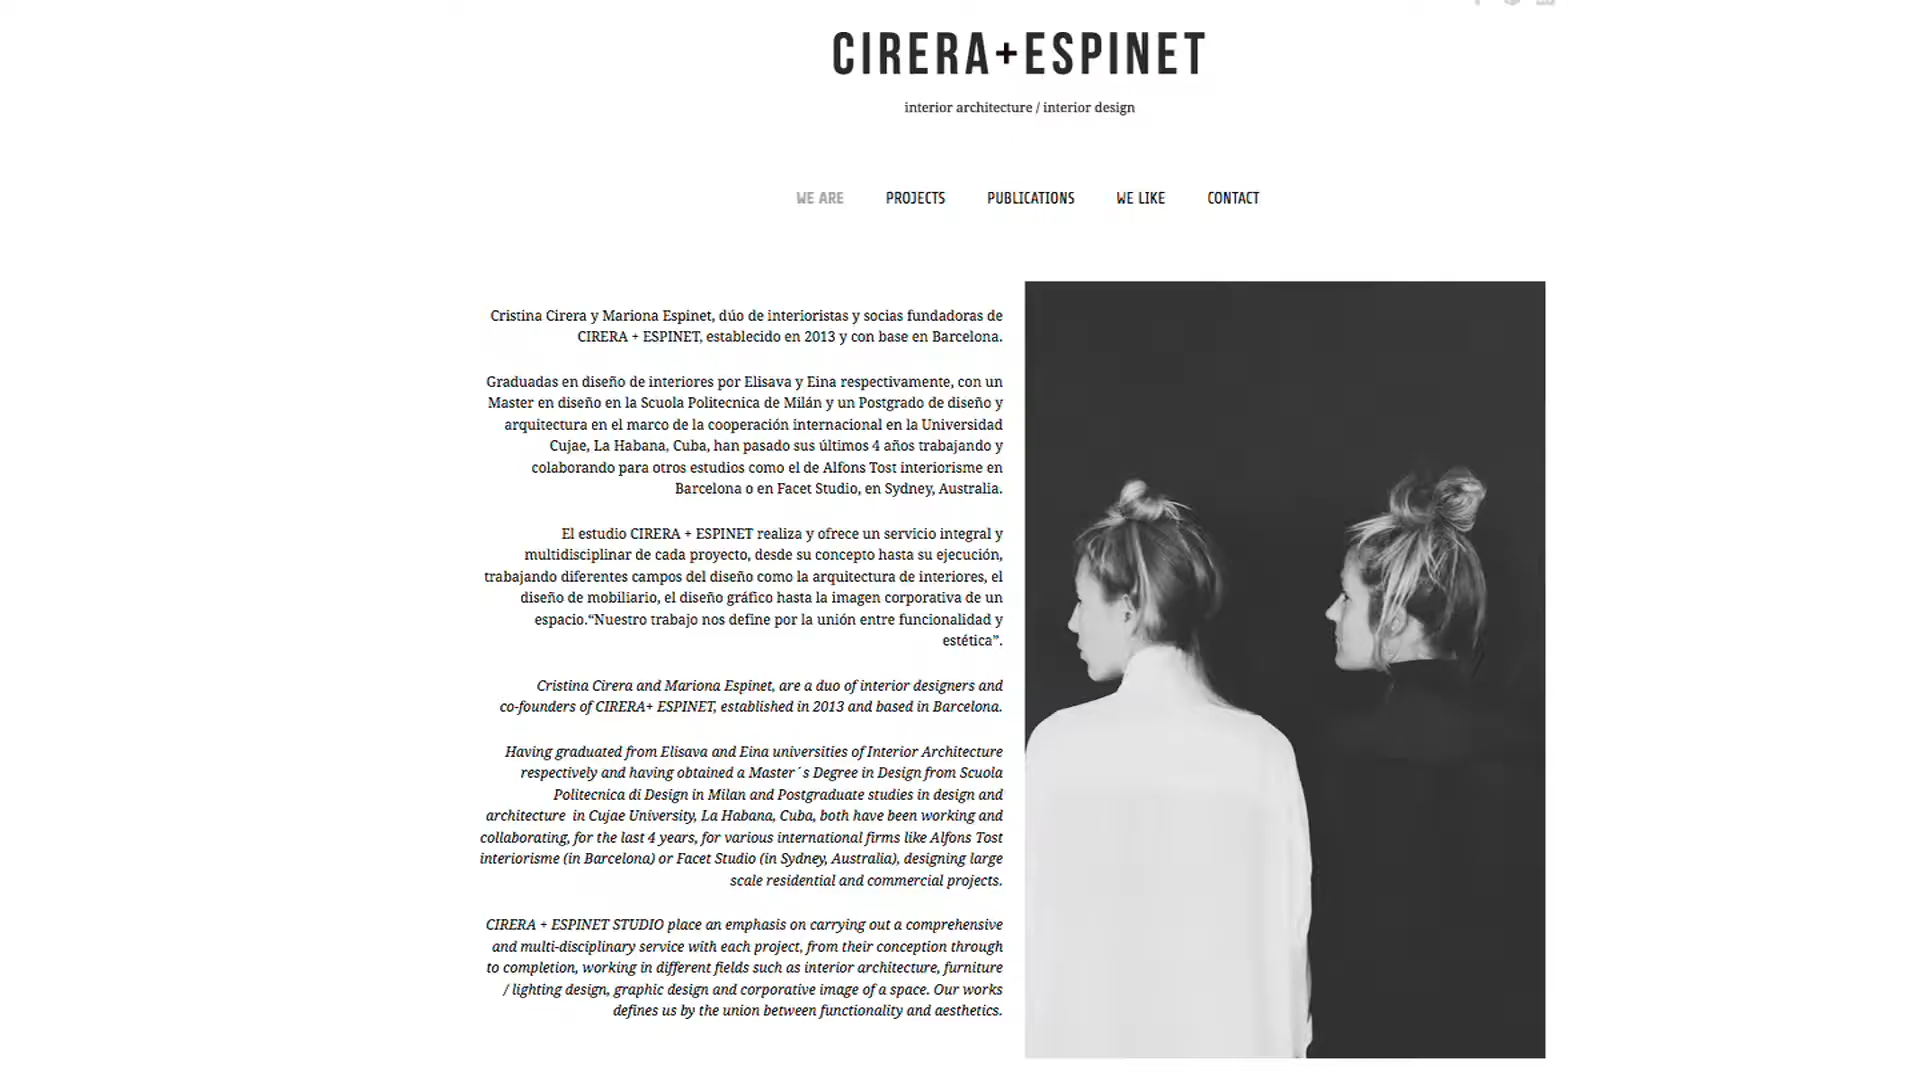 CIRERA+ESPINET
interior architecture / interior design
WE ARE PROJECTS PUBLICATIONS WE LIKE CONTACT
Cristina Cirera y Mariona Espinet, dúo de interioristas y socias fundadoras de
CIRERA + ESPINET, establecido en 2013 y con base en Barcelona.
Graduadas en diseño de interiores por Elisava y Eina respectivamente, con un
Master en diseño en la Scuola Politecnica de Milán y un Postgrado de diseño y
arquitectura en el marco de la cooperación internacional en la Universidad
Cujae, La Habana, Cuba, han pasado sus últimos 4 años trabajando y
colaborando para otros estudios como el de Alfons Tost interiorisme en
Barcelona o en Facet Studio, en Sydney, Australia.
El estudio CIRERA + ESPINET realiza y ofrece un servicio integral y
multidisciplinar de cada proyecto, desde su concepto hasta su ejecución,
trabajando diferentes campos del diseño como la arquitectura de interiores, el
diseño de mobiliario, el diseño gráfico hasta la imagen corporativa de un
espacio.“Nuestro trabajo nos define por la unión entre funcionalidad y
estética”.
Cristina Cirera and Mariona Espinet, are a duo of interior designers and
co-founders of CIRERA+ ESPINET, established in 2013 and based in Barcelona.
Having graduated from Elisava and Eina universities of Interior Architecture
respectively and having obtained a Master´s Degree in Design from Scuola
Politecnica di Design in Milan and Postgraduate studies in design and
architecture  in Cujae University, La Habana, Cuba, both have been working and
collaborating, for the last 4 years, for various international firms like Alfons Tost
interiorisme (in Barcelona) or Facet Studio (in Sydney, Australia), designing large
scale residential and commercial projects.
CIRERA + ESPINET STUDIO place an emphasis on carrying out a comprehensive
and multi-disciplinary service with each project, from their conception through
to completion, working in different fields such as interior architecture, furniture
/ lighting design, graphic design and corporative image of a space. Our works
defines us by the union between functionality and aesthetics.